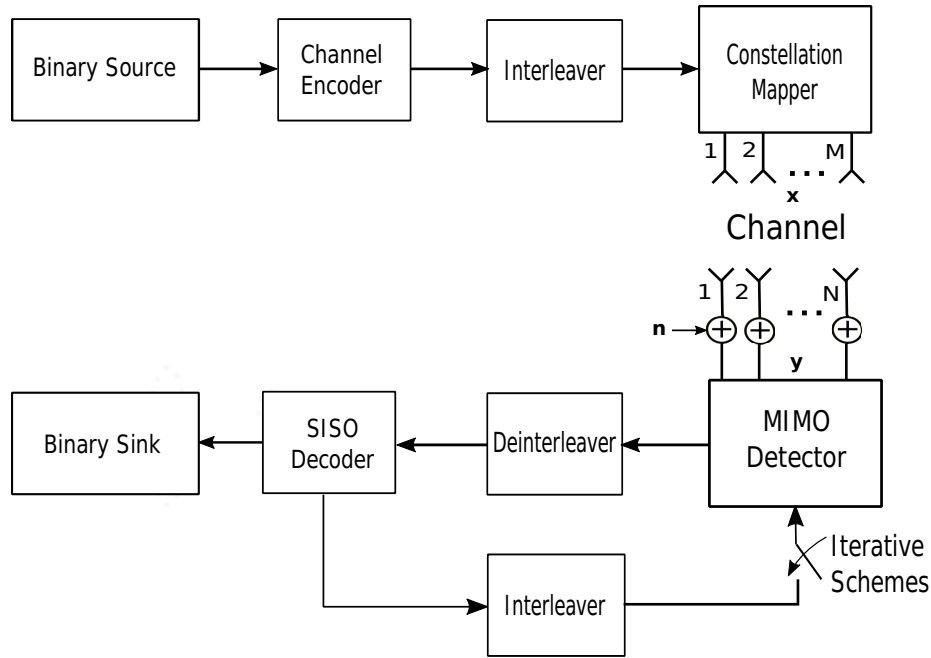 Binary Source
Channel
Encoder
Interleaver
Constellation
Mapper
1 2 ... M
x
Channel
1 2 ... N
n
y
Binary Sink
SISO
Decoder
Deinterleaver
MIMO
Detector
Interleaver
Iterative
Schemes